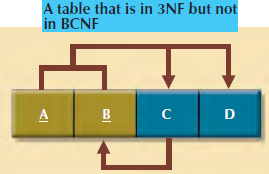 A table that is in 3NF but not
in BCNF
A B C D